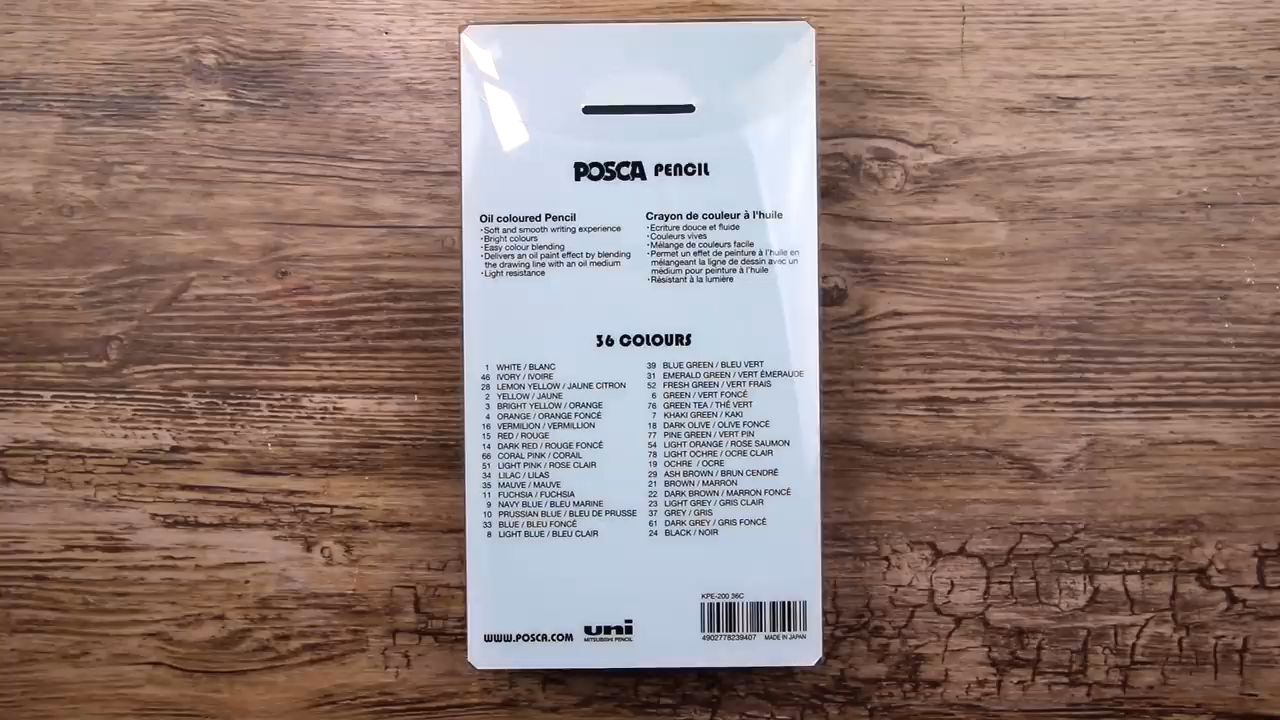 POSCA PENCIL
Oil coloured Pencil
·Soft and smooth writing experience
·Bright colours
·Easy colour blending
·Delivers an oil paint effect by blending
the drawing line with an oil medium
·Light resistance
Crayon de couleur à l'huile
·Ecriture douce et fluide
·Couleurs vives
·Mélange de couleurs facile
·Permet un effet de peinture à l'huile en
mélangeant la ligne de dessin avec un
médium pour peinture à l'huile
·Résistant à la lumière
36 COLOURS
1 WHITE / BLANC
46 IVORY / IVOIRE
28 LEMON YELLOW / JAUNE CITRON
2 YELLOW / JAUNE
3 BRIGHT YELLOW / ORANGE
4 ORANGE / ORANGE FONCÉ
16 VERMILION / VERMILLION
15 RED / ROUGE
14 DARK RED / ROUGE FONCÉ
66 CORAL PINK / CORAIL
51 LIGHT PINK / ROSE CLAIR
34 LILAC / LILAS
35 MAUVE / MAUVE
11 FUCHSIA / FUCHSIA
9 NAVY BLUE / BLEU MARINE
10 PRUSSIAN BLUE / BLEU DE PRUSSE
33 BLUE / BLEU FONCÉ
8 LIGHT BLUE / BLEU CLAIR
39 BLUE GREEN / BLEU VERT
31 EMERALD GREEN / VERT ÉMERAUDE
52 FRESH GREEN / VERT FRAIS
6 GREEN / VERT FONCÉ
76 GREEN TEA / THÉ VERT
7 KHAKI GREEN / KAKI
18 DARK OLIVE / OLIVE FONCÉ
77 PINE GREEN / VERT PIN
54 LIGHT ORANGE / ROSE SAUMON
78 LIGHT OCHRE / OCRE CLAIR
19 OCHRE / OCRE
29 ASH BROWN / BRUN CENDRÉ
21 BROWN / MARRON
22 DARK BROWN / MARRON FONCÉ
23 LIGHT GREY / GRIS CLAIR
37 GREY / GRIS
61 DARK GREY / GRIS FONCÉ
24 BLACK / NOIR
WWW.POSCA.COM
uni
MITSUBISHI PENCIL
KPE-200 36C
4902778239407 MADE IN JAPAN